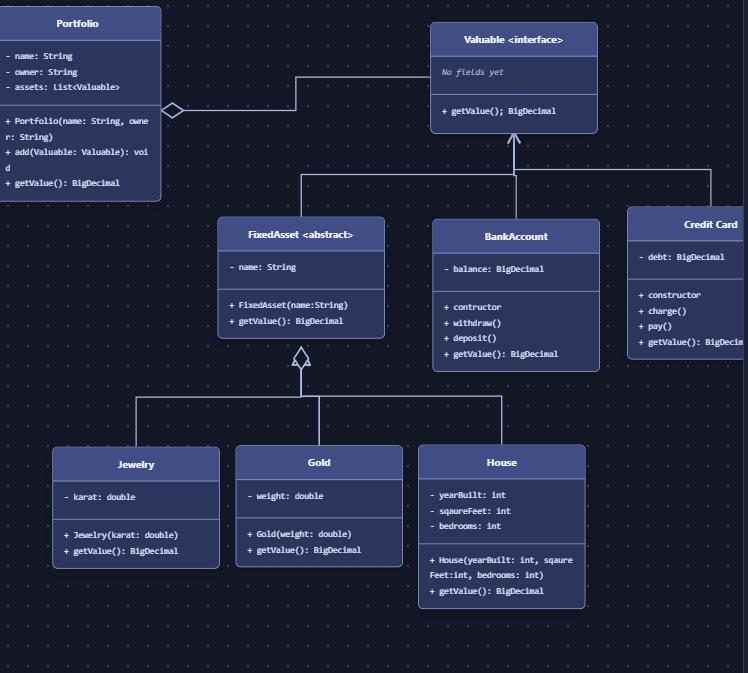 Portfolio
- name: String
- owner: String
- assets: List<Valuable>
+ Portfolio(name: String, owne
r: String)
+ add(Valuable: Valuable): voi
d
+ getValue(): BigDecimal
Valuable <interface>
No fields yet
+ getValue(); BigDecimal
FixedAsset <abstract>
- name: String
+ FixedAsset(name:String)
+ getValue(): BigDecimal
BankAccount
- balance: BigDecimal
+ contructor
+ withdraw()
+ deposit()
+ getValue(): BigDecimal
Credit Card
- debt: BigDecimal
+ constructor
+ charge()
+ pay()
+ getValue(): BigDecim
Jewelry
- karat: double
+ Jewelry(karat: double)
+ getValue(): BigDecimal
Gold
- weight: double
+ Gold(weight: double)
+ getValue(): BigDecimal
House
- yearBuilt: int
- sqaureFeet: int
- bedrooms: int
+ House(yearBuilt: int, sqaure
Feet:int, bedrooms: int)
+ getValue(): BigDecimal